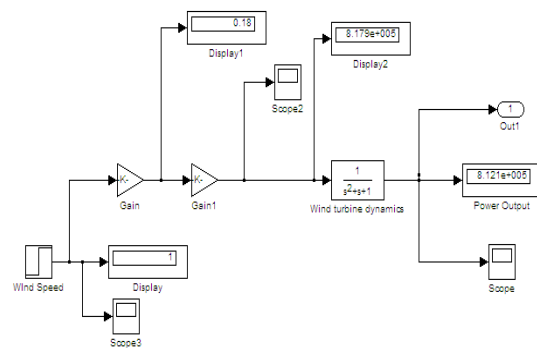 0.18
Display1
8.179e+005
Display2
Scope2
1
Out1
K-
Gain
K-
Gain1
1
s²+s+1
Wind turbine dynamics
8.121e+005
Power Output
WInd Speed
1
Display
Scope
Scope3